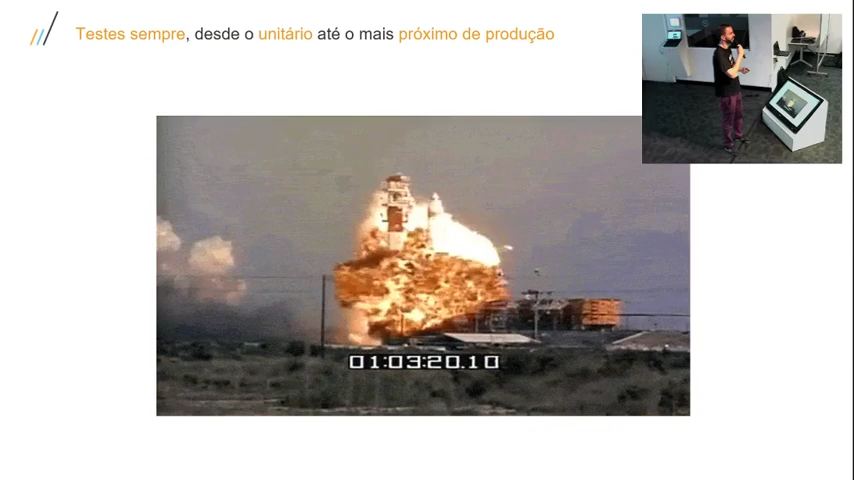 Testes sempre, desde o unitário até o mais próximo de produção
01:03:20.10